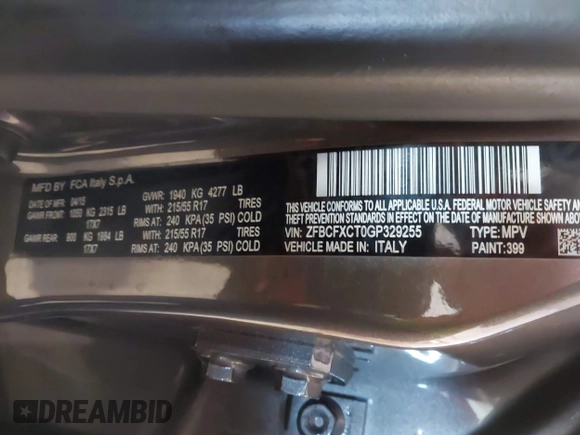 MFD BY FCA Italy S.p.A.
DATE OF MFR: 04/15 GVWR: 1940 KG 4277 LB
GAWR FRONT: 1050 KG 2315 LB WITH: 215/55 R17 TIRES
17X7 RIMS AT: 240 KPA(35 PSI) COLD
GAWR REAR: 900 KG 1984 LB WITH: 215/55 R17 TIRES
17X7 RIMS AT: 240 KPA(35 PSI) COLD
THIS VEHICLE CONFORMS TO ALL APPLICABLE U.S.FEDERAL MOTOR VEHICLE SAFETY AND
THEFT PREVENTION STANDARDS IN EFFECT ON THE DATE OF MANUFACTURE SHOWN ABOVE
VIN: ZFBCFXCT0GP329255 TYPE: MPV
VEHICLE MADE IN: ITALY PAINT: 399
DREAMBID